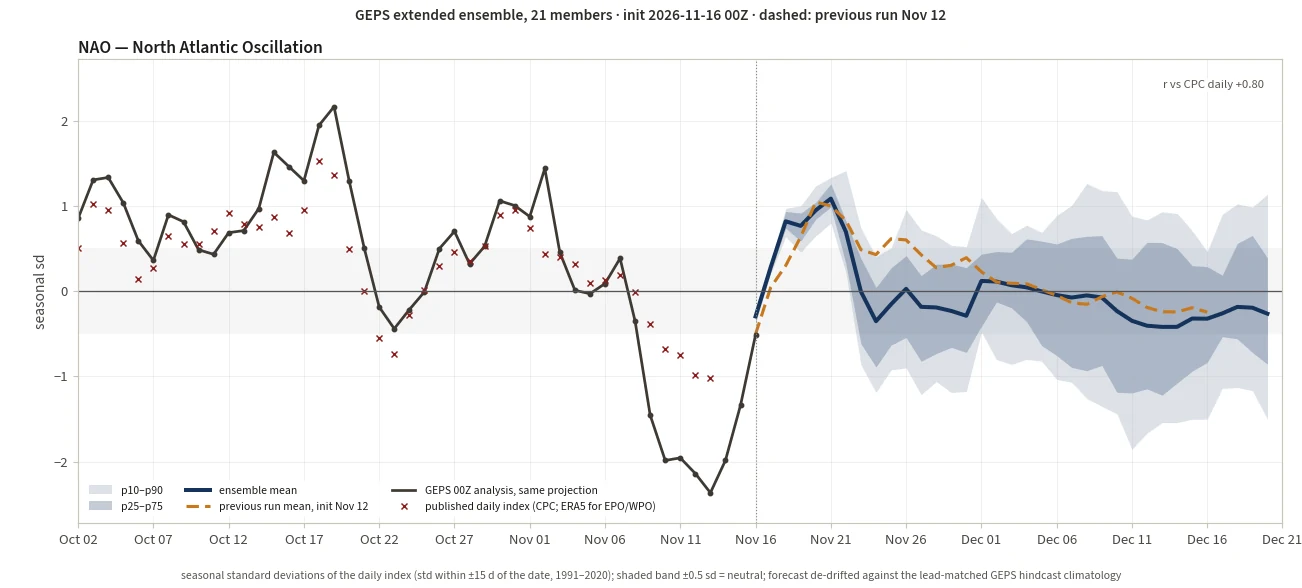 GEPS extended ensemble, 21 members · init 2026-11-16 00Z · dashed: previous run Nov 12
NAO — North Atlantic Oscillation
r vs CPC daily +0.80
seasonal sd
2
1
0
−1
−2
p10–p90
p25–p75
ensemble mean
previous run mean, init Nov 12
GEPS 00Z analysis, same projection
published daily index (CPC; ERA5 for EPO/WPO)
Oct 02 Oct 07 Oct 12 Oct 17 Oct 22 Oct 27 Nov 01 Nov 06 Nov 11 Nov 16 Nov 21 Nov 26 Dec 01 Dec 06 Dec 11 Dec 16 Dec 21
seasonal standard deviations of the daily index (std within ±15 d of the date, 1991–2020); shaded band ±0.5 sd = neutral; forecast de-drifted against the lead-matched GEPS hindcast climatology